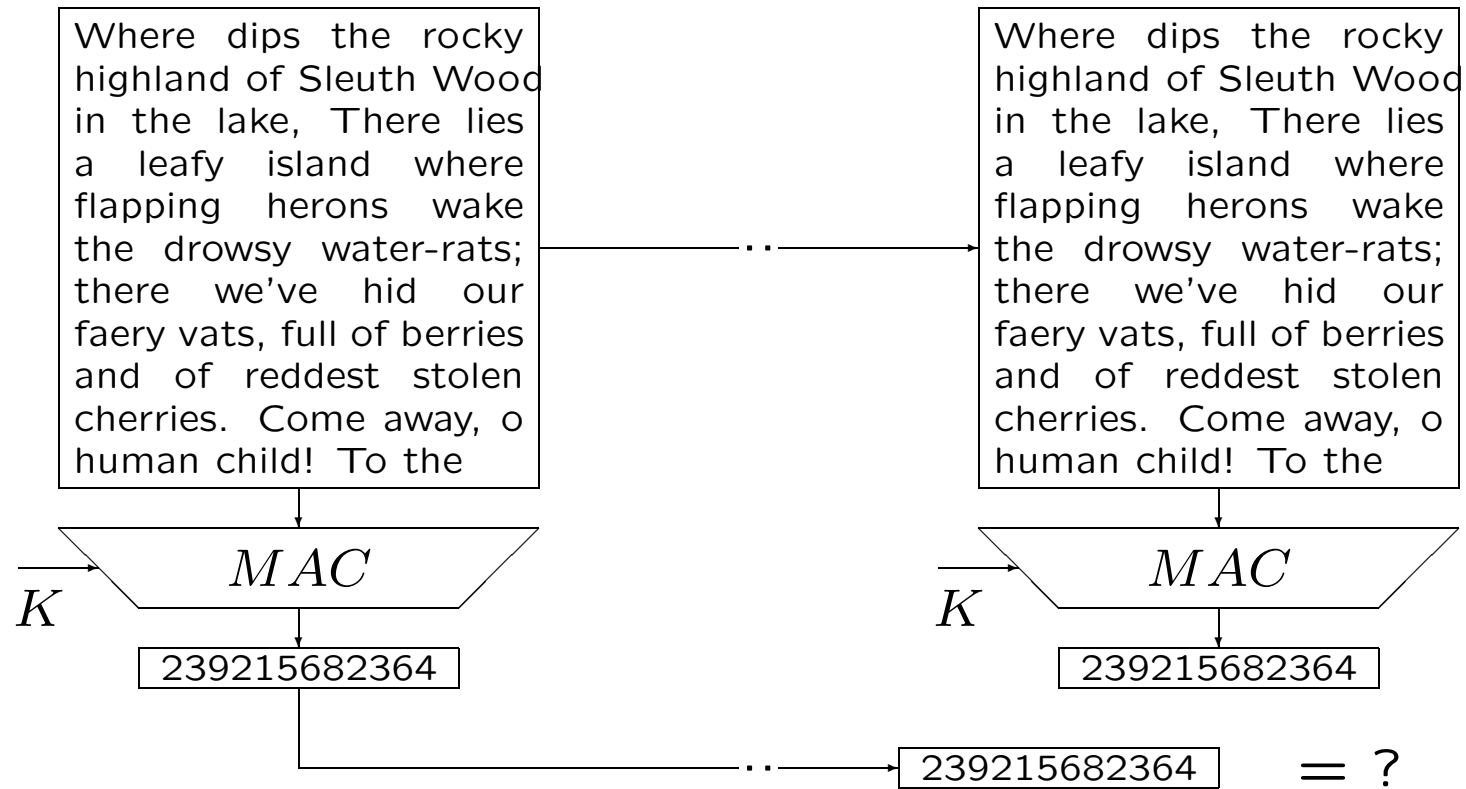 Where dips the rocky
highland of Sleuth Wood
in the lake, There lies
a leafy island where
flapping herons wake
the drowsy water-rats;
there we've hid our
faery vats, full of berries
and of reddest stolen
cherries. Come away, o
human child! To the
MAC
K
239215682364
Where dips the rocky
highland of Sleuth Wood
in the lake, There lies
a leafy island where
flapping herons wake
the drowsy water-rats;
there we've hid our
faery vats, full of berries
and of reddest stolen
cherries. Come away, o
human child! To the
MAC
K
239215682364
..
..
239215682364
= ?